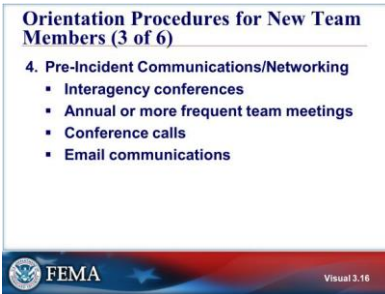 Orientation Procedures for New Team
Members (3 of 6)
4. Pre-Incident Communications/Networking
▪ Interagency conferences
▪ Annual or more frequent team meetings
▪ Conference calls
▪ Email communications
FEMA
Visual 3.16